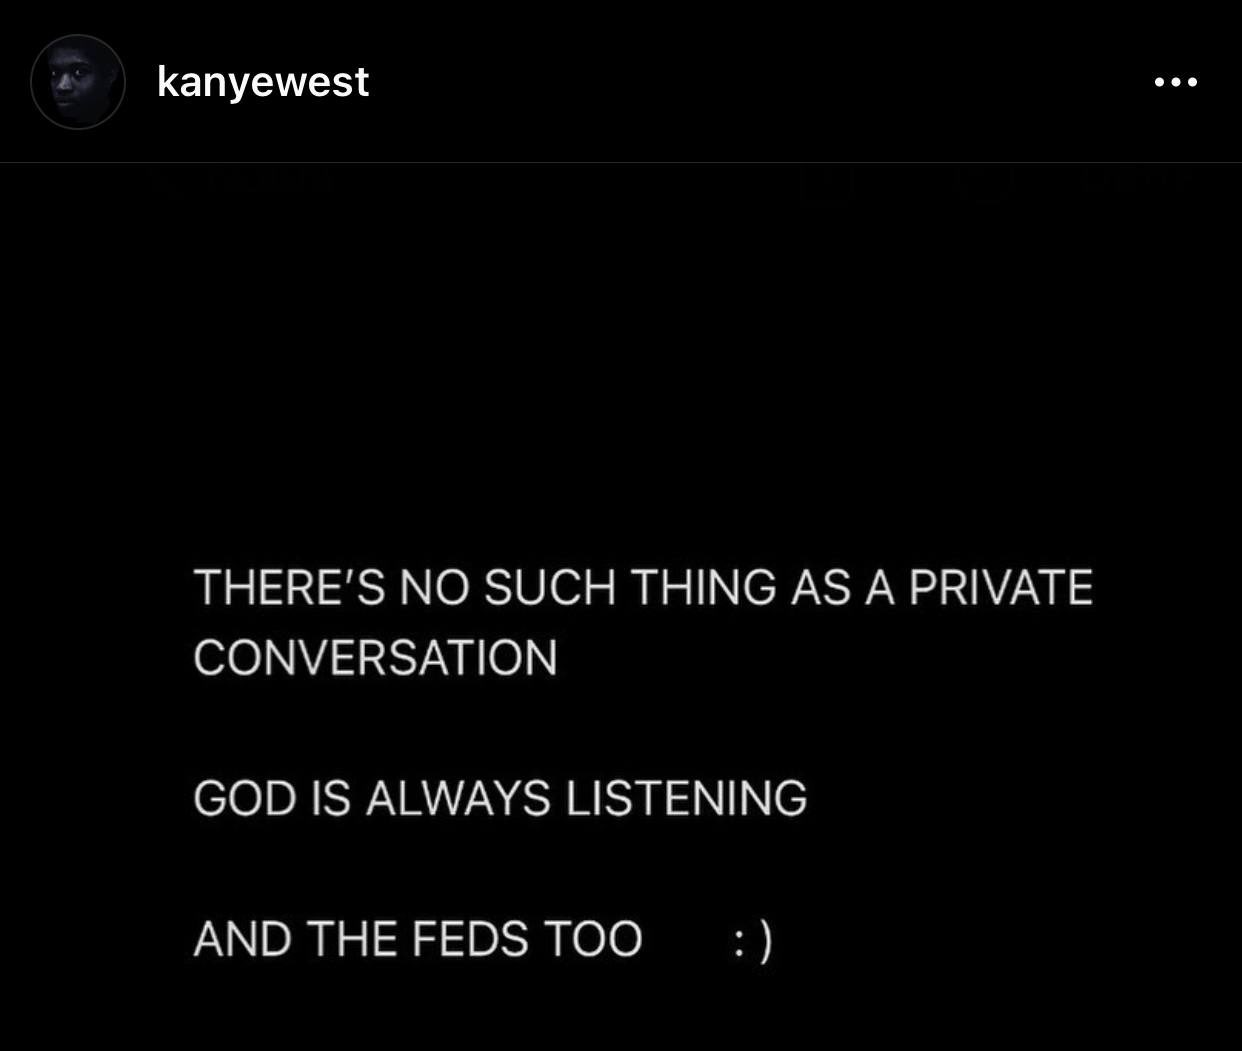 kanyewest
THERE’S NO SUCH THING AS A PRIVATE
CONVERSATION
GOD IS ALWAYS LISTENING
AND THE FEDS TOO : )